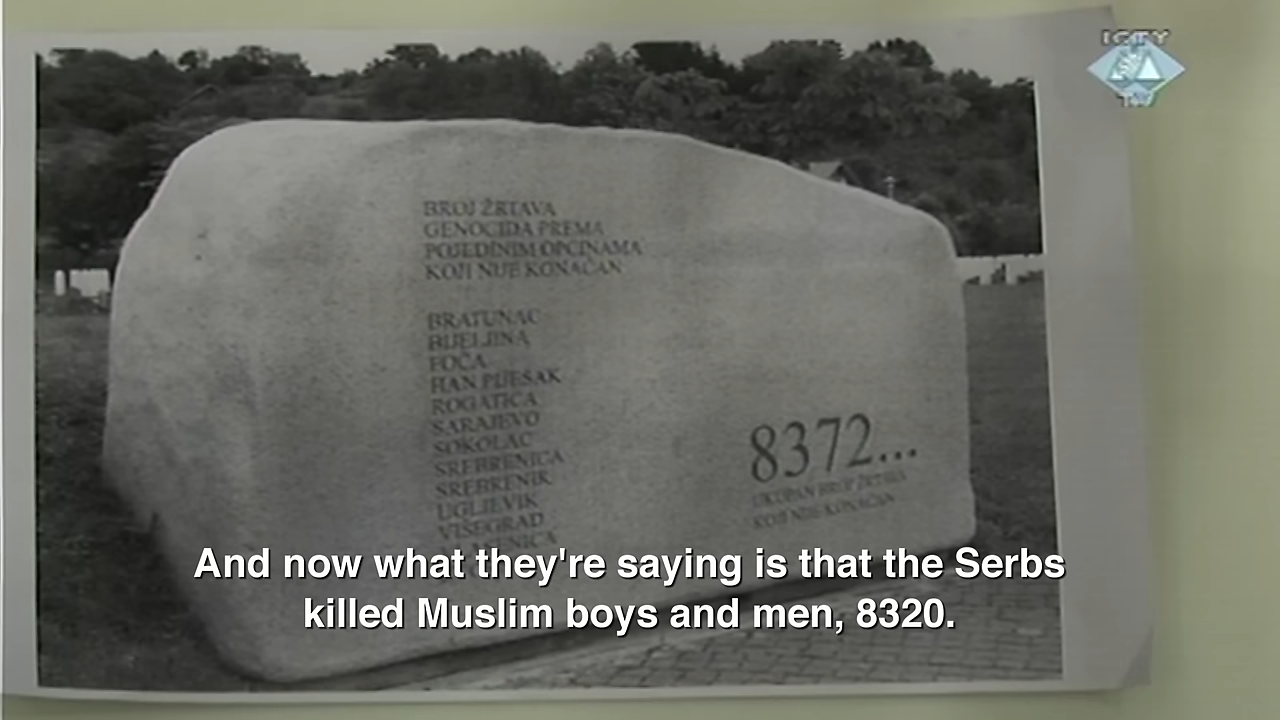 ICTY
TV
BROJ ŽRTAVA
GENOCIDA PREMA
POJEDINIM OPĆINAMA
KOJI NIJE KONAČAN
BRATUNAC
BIJELJINA
FOČA
HAN PIJESAK
ROGATICA
SARAJEVO
SOKOLAC
SREBRENICA
SREBRENIK
UGLJEVIK
VIŠEGRAD
8372...
UKUPAN BROJ ŽRTAVA
KOJI NIJE KONAČAN
And now what they're saying is that the Serbs
killed Muslim boys and men, 8320.